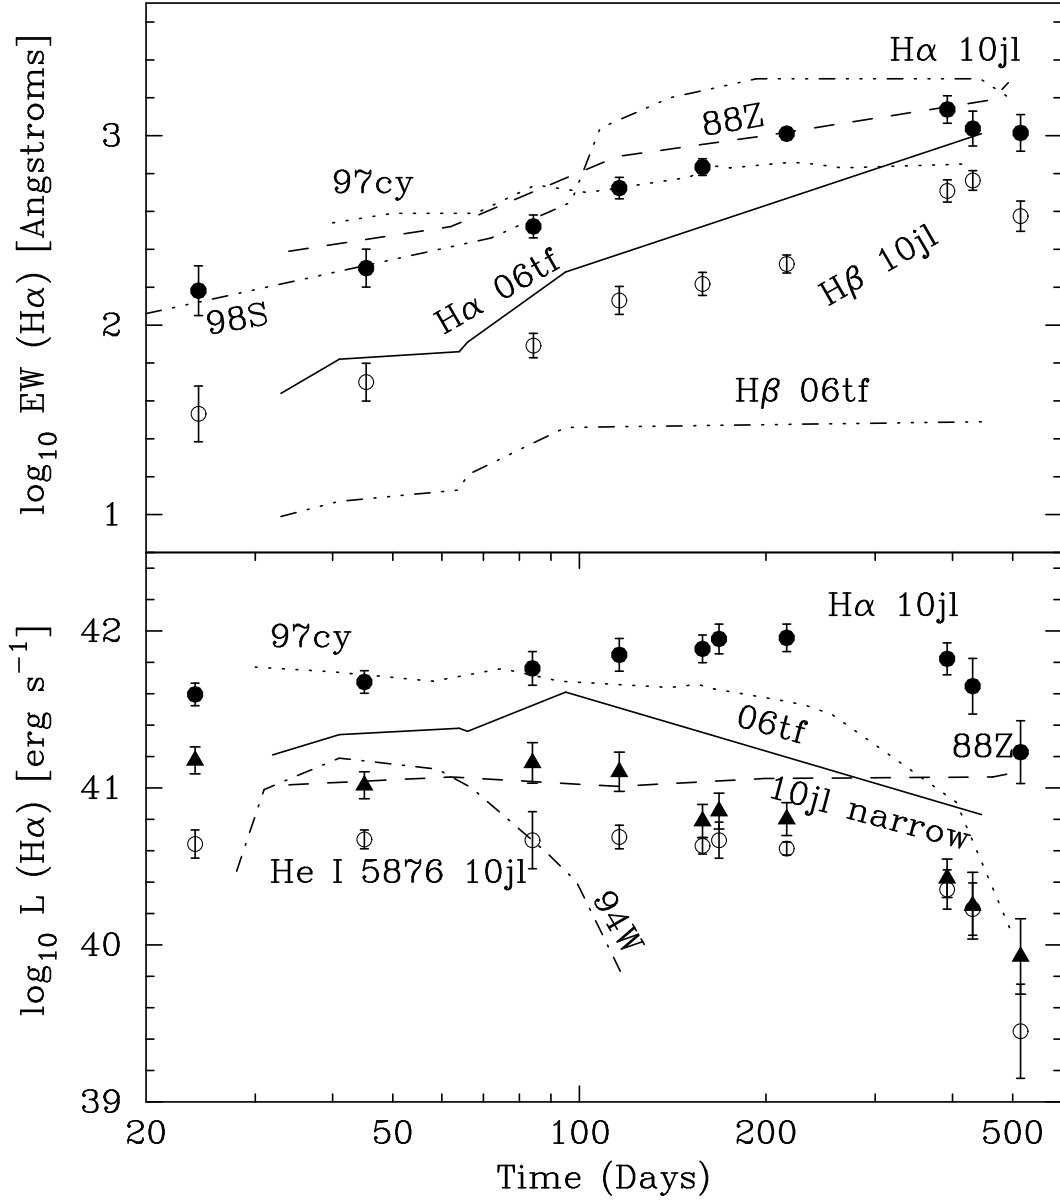 Hα 10jl
88Z
3
97cy
Hα 06tf
Hβ 10jl
98S
2
Hβ 06tf
1
log10 EW (Hα) [Angstroms]
Hα 10jl
42
97cy
06tf
88Z
41
10jl narrow
He I 5876 10jl
94W
40
39
log10 L (Hα) [erg s−1]
20 50 100 200 500
Time (Days)